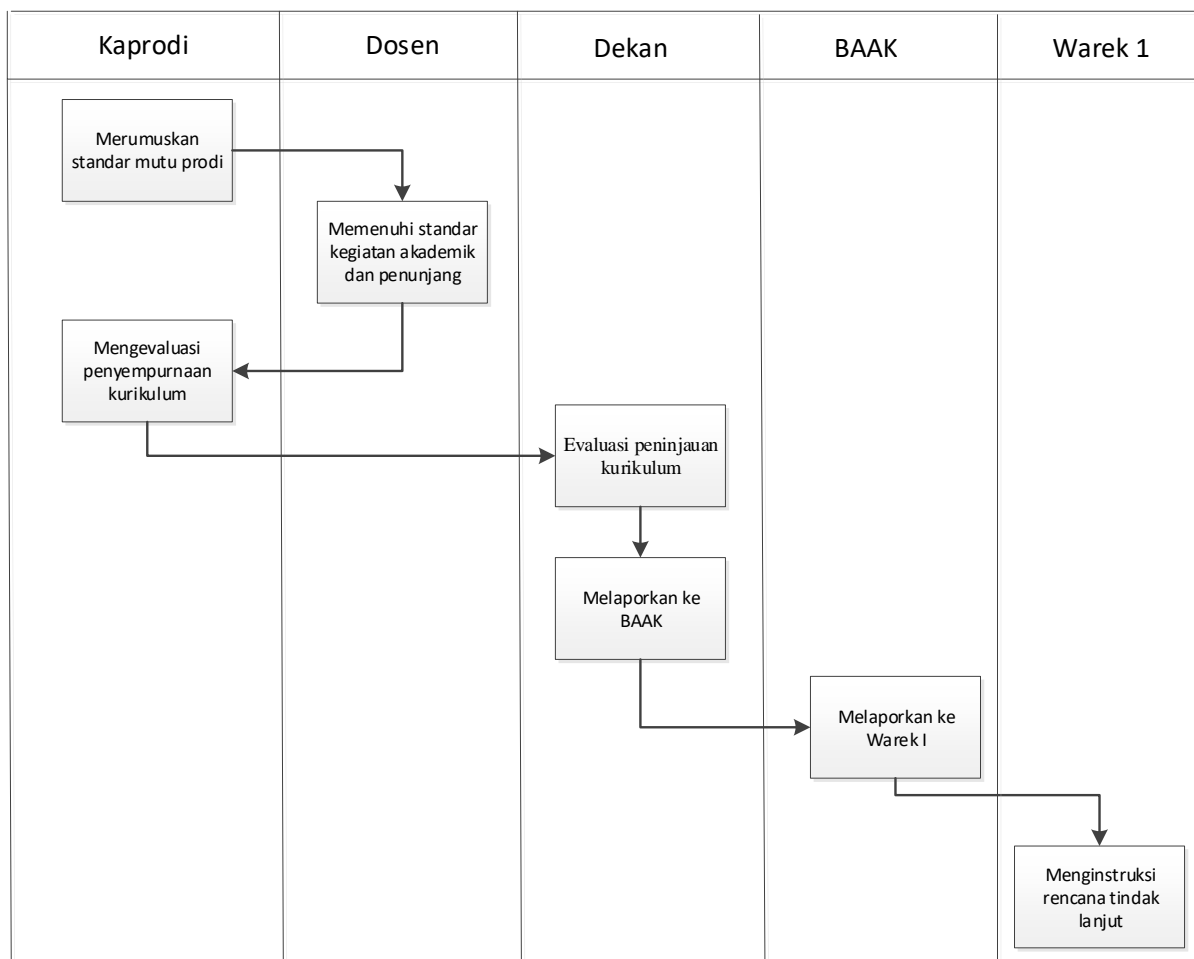 Kaprodi
Dosen
Dekan
BAAK
Warek 1
Merumuskan
standar mutu prodi
Memenuhi standar
kegiatan akademik
dan penunjang
Mengevaluasi
penyempurnaan
kurikulum
Evaluasi peninjauan
kurikulum
Melaporkan ke
BAAK
Melaporkan ke
Warek I
Menginstruksi
rencana tindak
lanjut